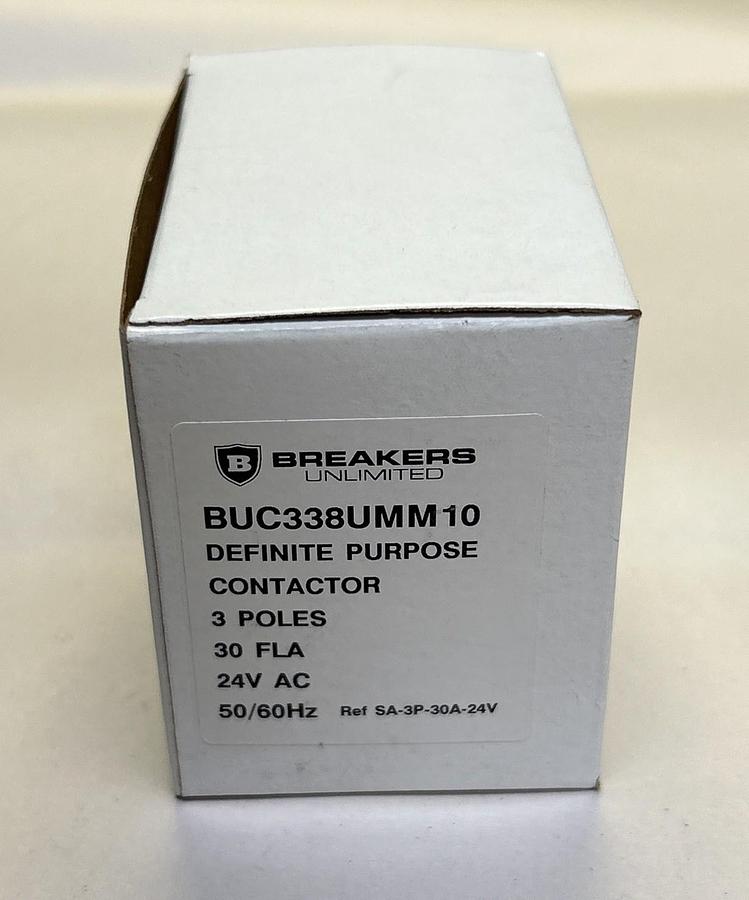 B BREAKERS
UNLIMITED
BUC338UMM10
DEFINITE PURPOSE
CONTACTOR
3 POLES
30 FLA
24V AC
50/60Hz Ref SA-3P-30A-24V